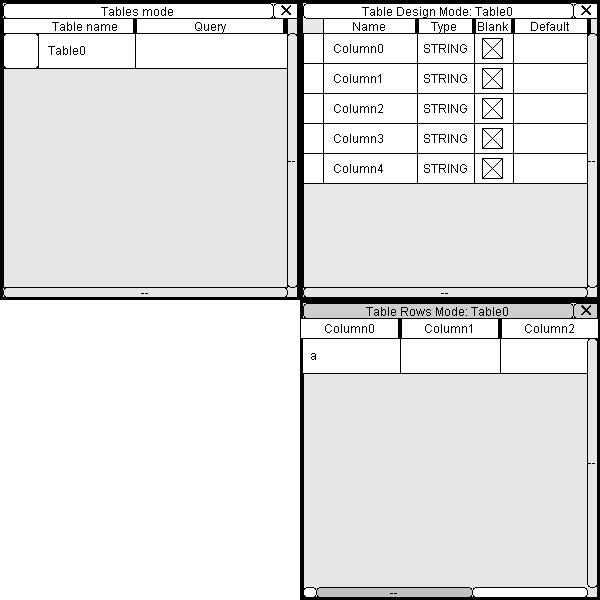 Tables mode
Table name Query
Table0
Table Design Mode: Table0
Name Type Blank Default
Column0 STRING
Column1 STRING
Column2 STRING
Column3 STRING
Column4 STRING
Table Rows Mode: Table0
Column0 Column1 Column2
a